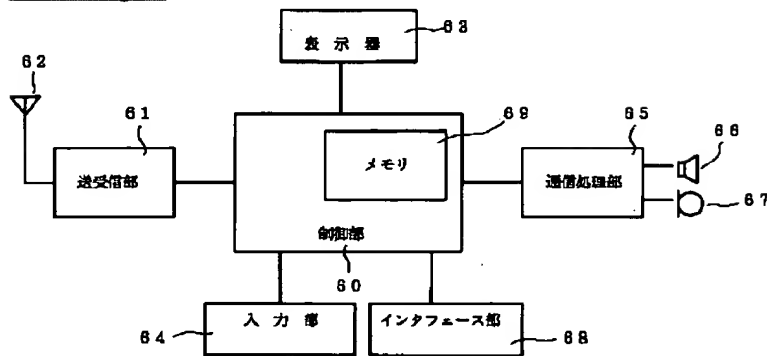 63
表 示 器
62
61
69
65
66
送受信部
メモリ
通信処理部
67
制御部
60
入 力 部
インタフェース部
64
68